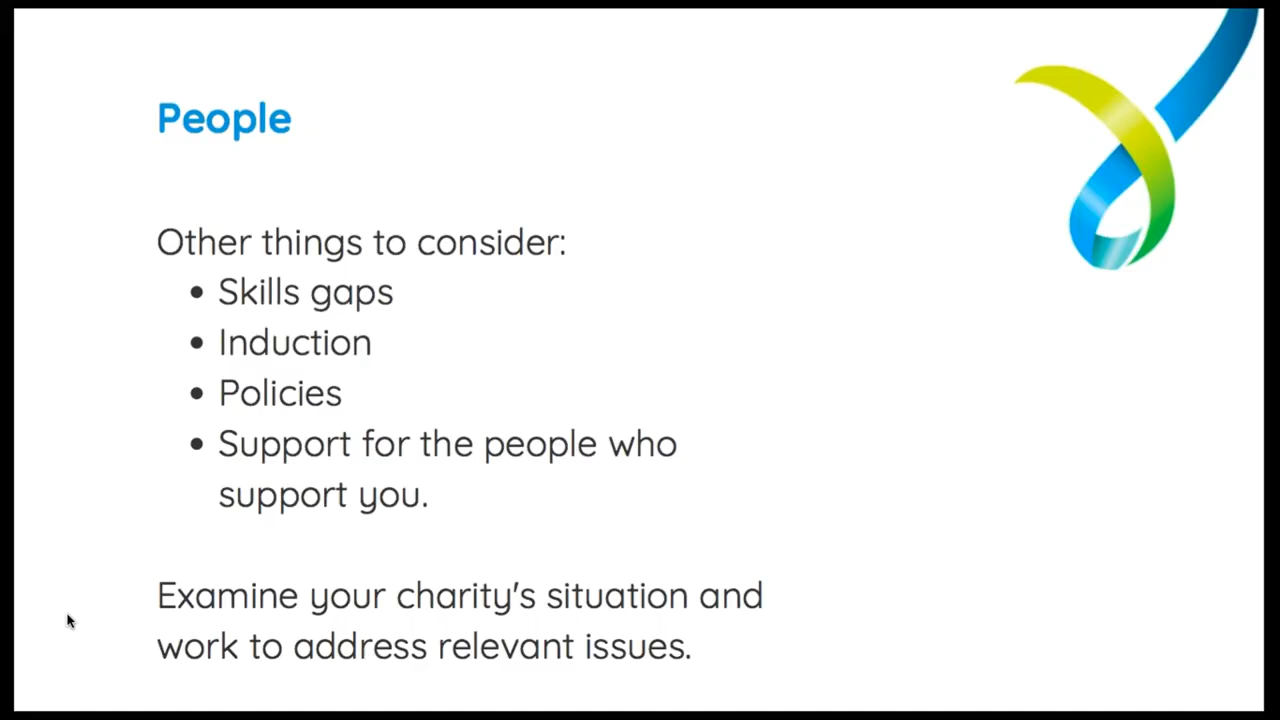 People
Other things to consider:
• Skills gaps
• Induction
• Policies
• Support for the people who
support you.
Examine your charity's situation and
work to address relevant issues.